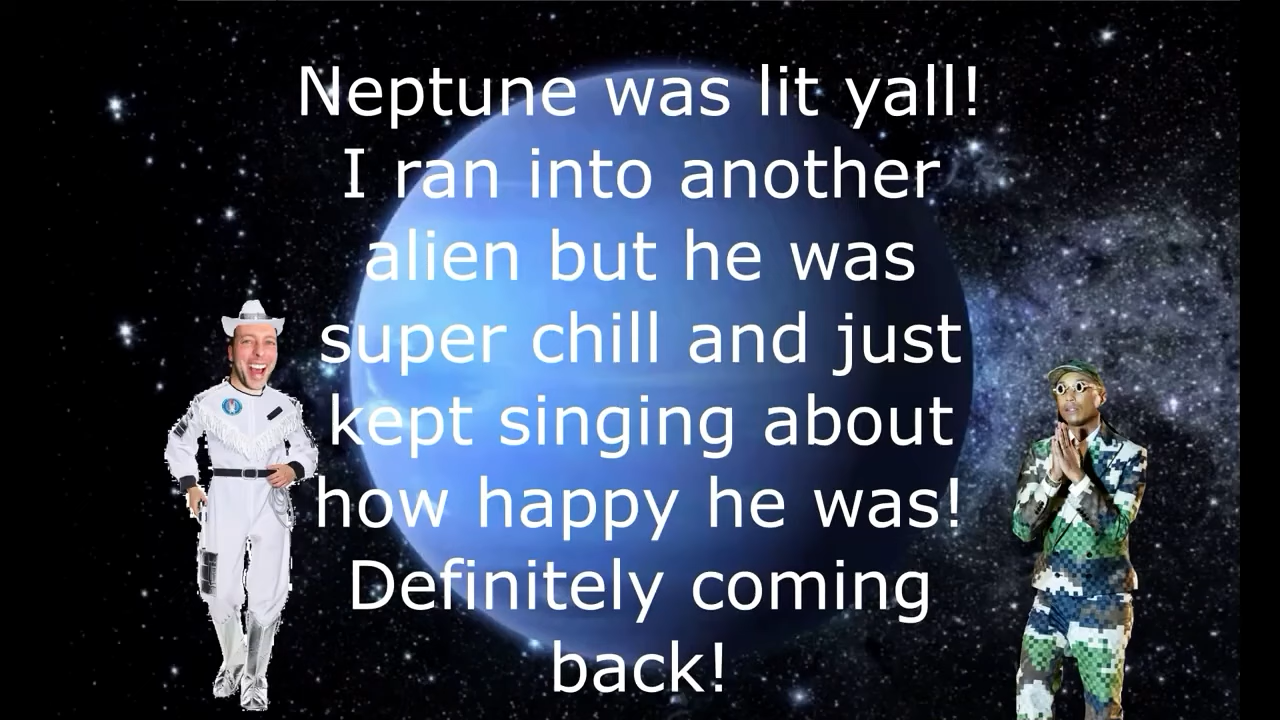 Neptune was lit yall!
I ran into another
alien but he was
super chill and just
kept singing about
how happy he was!
Definitely coming
back!